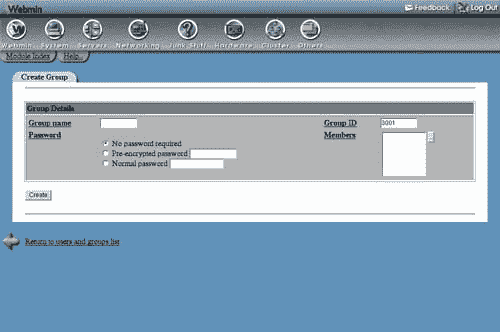 Webmin
Feedback Log Out
Webmin System Servers Networking Junk Stuff Hardware Cluster Others
Module Index Help..
Create Group
Group Details
Group name Group ID 3001
Password Members
No password required
Pre-encrypted password
Normal password
Create
Return to users and groups list